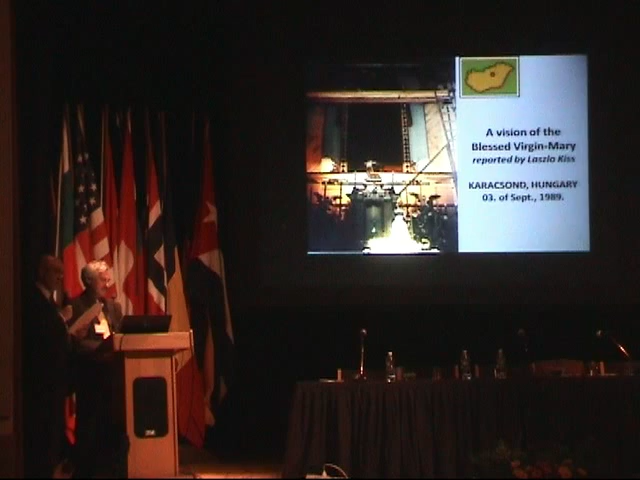 A vision of the
Blessed Virgin-Mary
reported by Laszlo Kiss
KARACSOND, HUNGARY
03. of Sept., 1989.